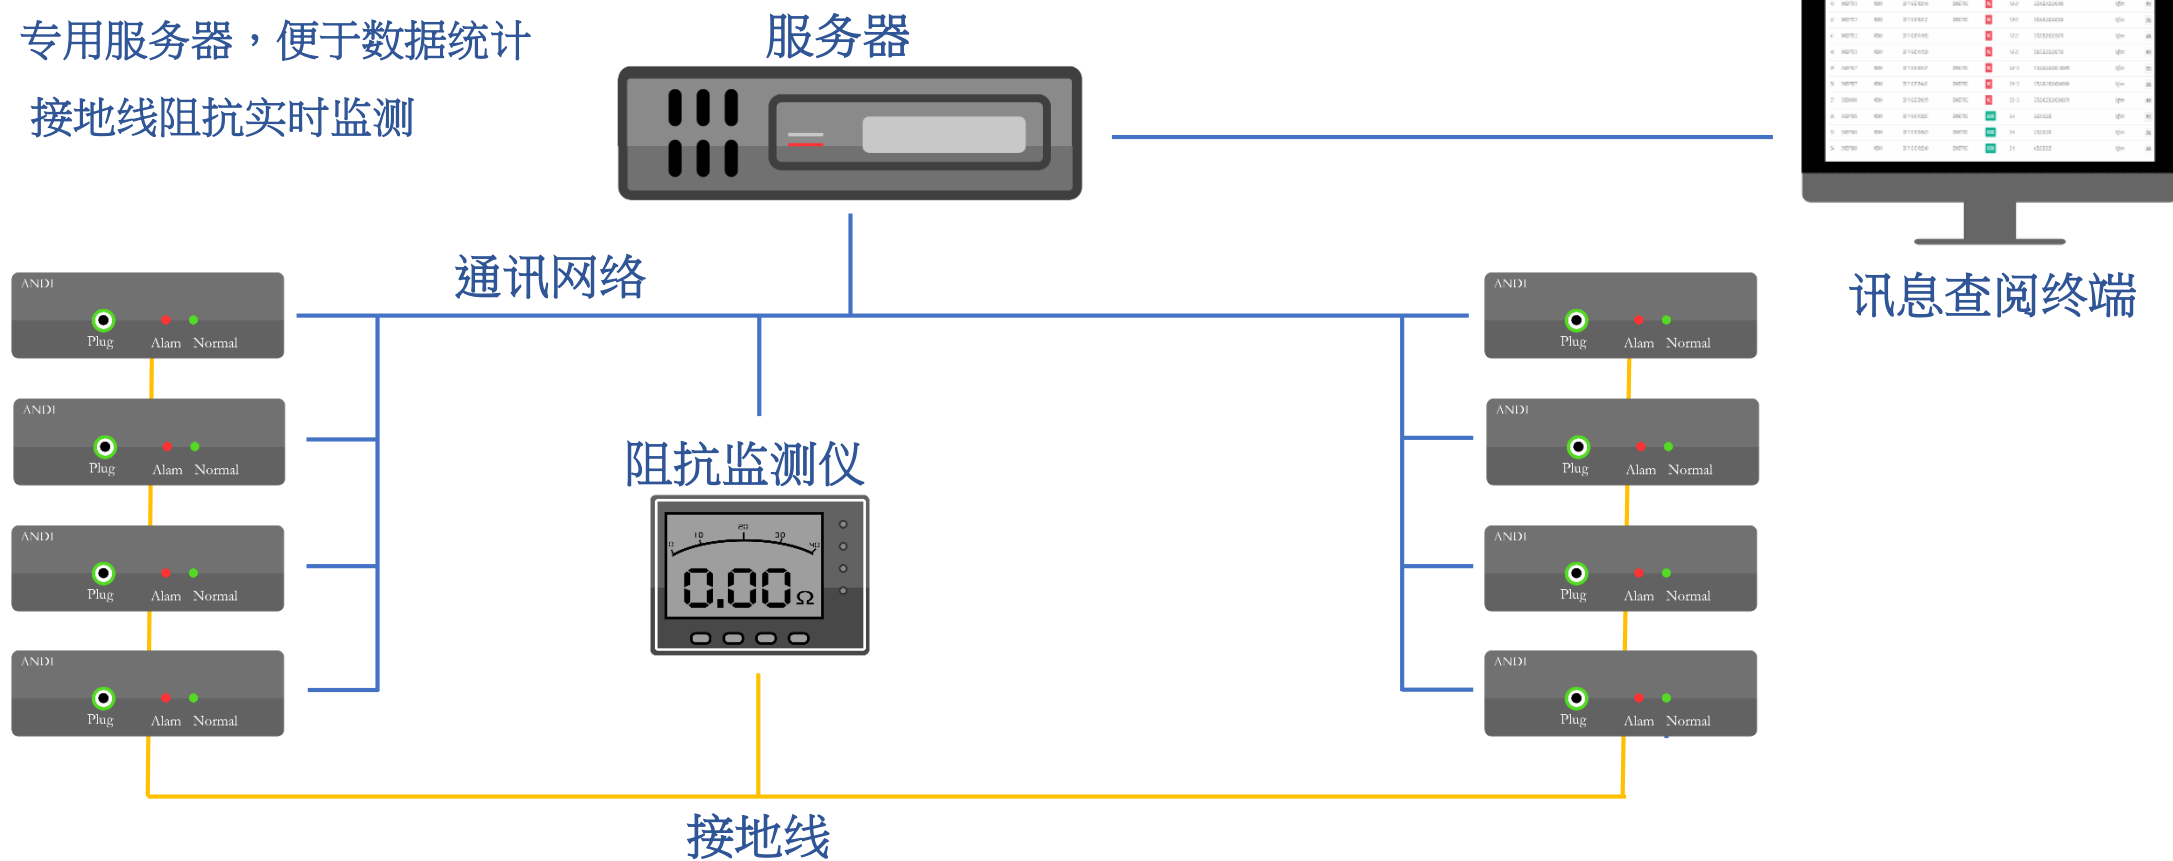 专用服务器，便于数据统计
接地线阻抗实时监测
服务器
通讯网络
讯息查阅终端
ANDI
Plug Alam Normal
ANDI
Plug Alam Normal
ANDI
Plug Alam Normal
ANDI
Plug Alam Normal
阻抗监测仪
0 10 20 30 40
0.00Ω
ANDI
Plug Alam Normal
ANDI
Plug Alam Normal
ANDI
Plug Alam Normal
ANDI
Plug Alam Normal
接地线